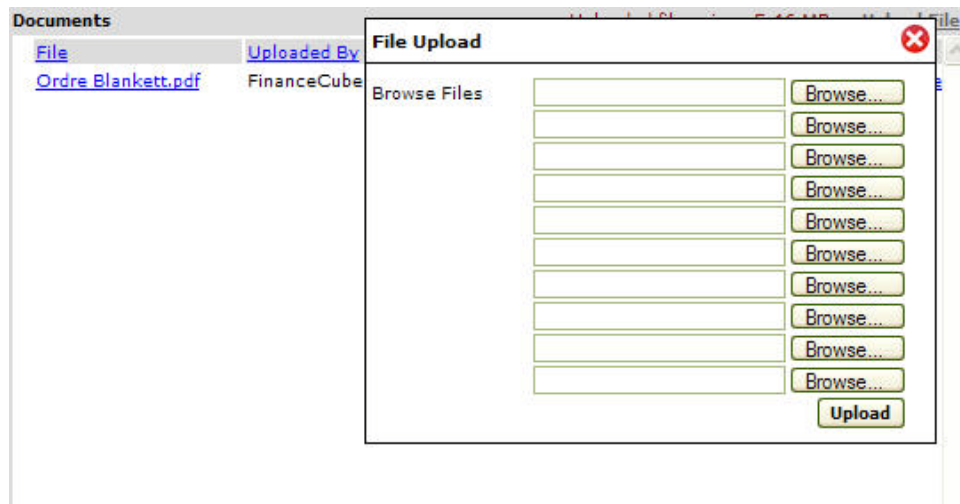 Documents
File Uploaded By
Ordre Blankett.pdf FinanceCube
File Upload
Browse Files Browse...
Browse...
Browse...
Browse...
Browse...
Browse...
Browse...
Browse...
Browse...
Browse...
Upload